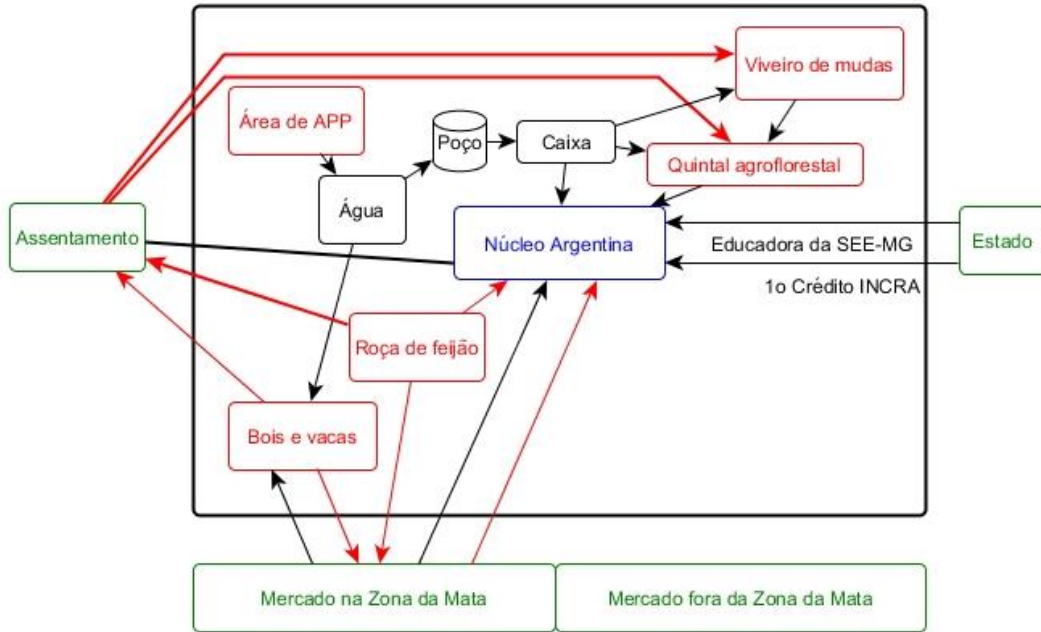 Viveiro de mudas
Área de APP
Poço
Caixa
Quintal agroflorestal
Água
Assentamento
Núcleo Argentina
Educadora da SEE-MG
Estado
1o Crédito INCRA
Roça de feijão
Bois e vacas
Mercado na Zona da Mata
Mercado fora da Zona da Mata